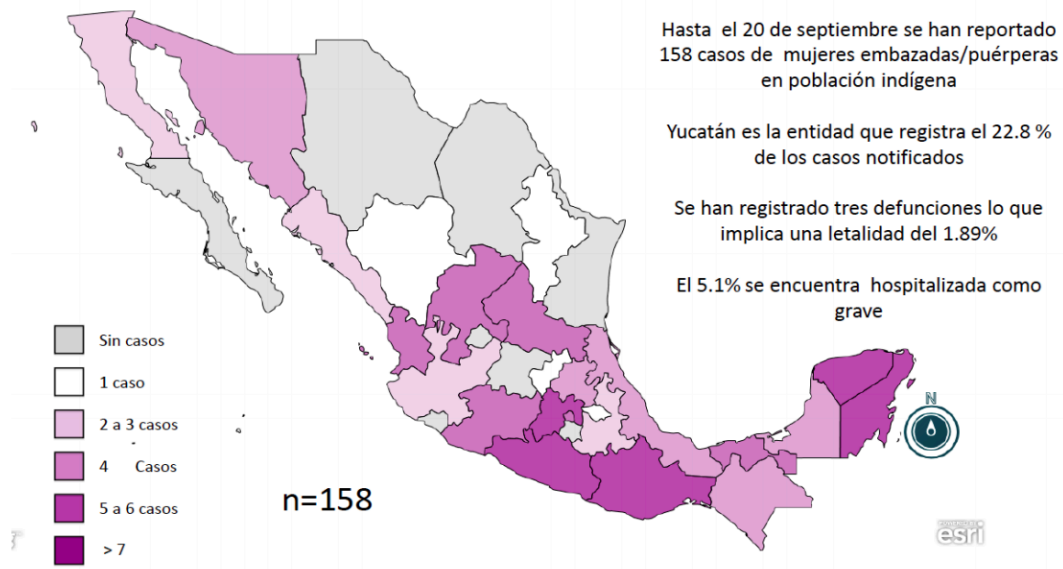 Hasta el 20 de septiembre se han reportado
158 casos de mujeres embazadas/puérperas
en población indígena
Yucatán es la entidad que registra el 22.8 %
de los casos notificados
Se han registrado tres defunciones lo que
implica una letalidad del 1.89%
El 5.1% se encuentra hospitalizada como
grave
Sin casos
1 caso
2 a 3 casos
4 Casos
5 a 6 casos
> 7
n=158
N
esri